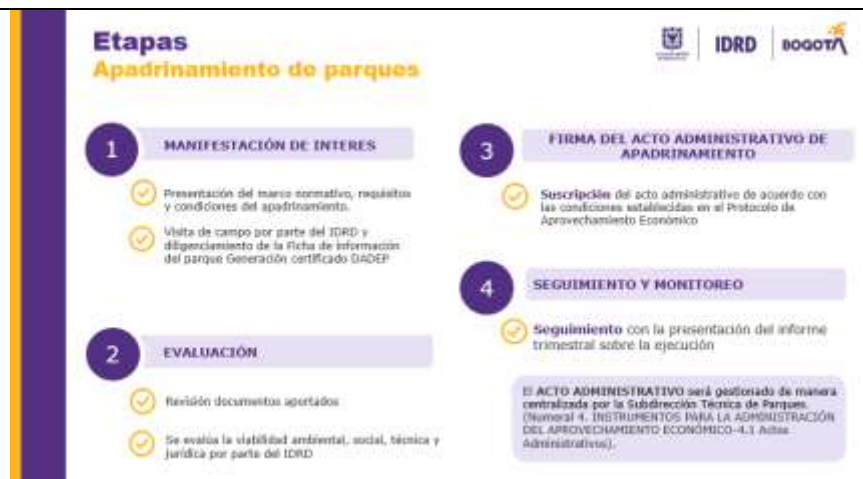 Etapas
Apadrinamiento de parques
IDRD
BOGOTÁ
1
MANIFESTACIÓN DE INTERES
Presentación del marco normativo, requisitos
y condiciones del apadrinamiento.
Visita de campo por parte del IDRD y
diligenciamiento de la Ficha de información
del parque Generación certificado DADEP
2
EVALUACIÓN
Revisión documentos aportados
Se evalúa la viabilidad ambiental, social, técnica y
jurídica por parte del IDRD
3
FIRMA DEL ACTO ADMINISTRATIVO DE
APADRINAMIENTO
Suscripción del acto administrativo de acuerdo con
las condiciones establecidas en el Protocolo de
Aprovechamiento Económico
4
SEGUIMIENTO Y MONITOREO
Seguimiento con la presentación del informe
trimestral sobre la ejecución
El ACTO ADMINISTRATIVO será gestionado de manera
centralizada por la Subdirección Técnica de Parques.
(Numeral 4. INSTRUMENTOS PARA LA ADMINISTRACIÓN
DEL APROVECHAMIENTO ECONÓMICO-4.1 Actos
Administrativos).